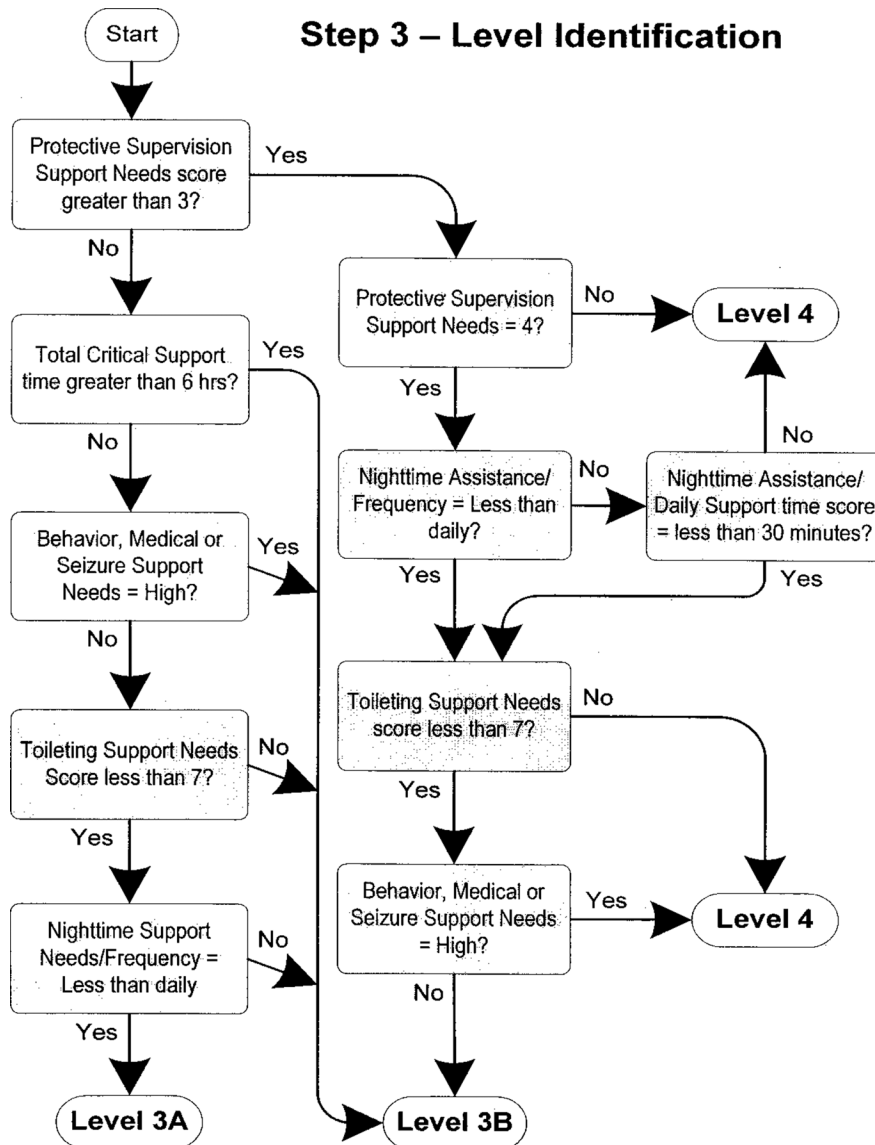 Start
Step 3 – Level Identification
Protective Supervision
Support Needs score
greater than 3?
Yes
No
Protective Supervision
Support Needs = 4?
No
Level 4
Yes
Total Critical Support
time greater than 6 hrs?
Yes
No
Nighttime Assistance/
Frequency = Less than
daily?
No
Yes
Nighttime Assistance/
Daily Support time score
= less than 30 minutes?
No
Yes
Behavior, Medical or
Seizure Support
Needs = High?
Yes
No
Toileting Support Needs
score less than 7?
No
Yes
Toileting Support Needs
Score less than 7?
No
Yes
Behavior, Medical or
Seizure Support Needs
= High?
Yes
Level 4
No
Nighttime Support
Needs/Frequency =
Less than daily
No
Yes
Level 3A
Level 3B